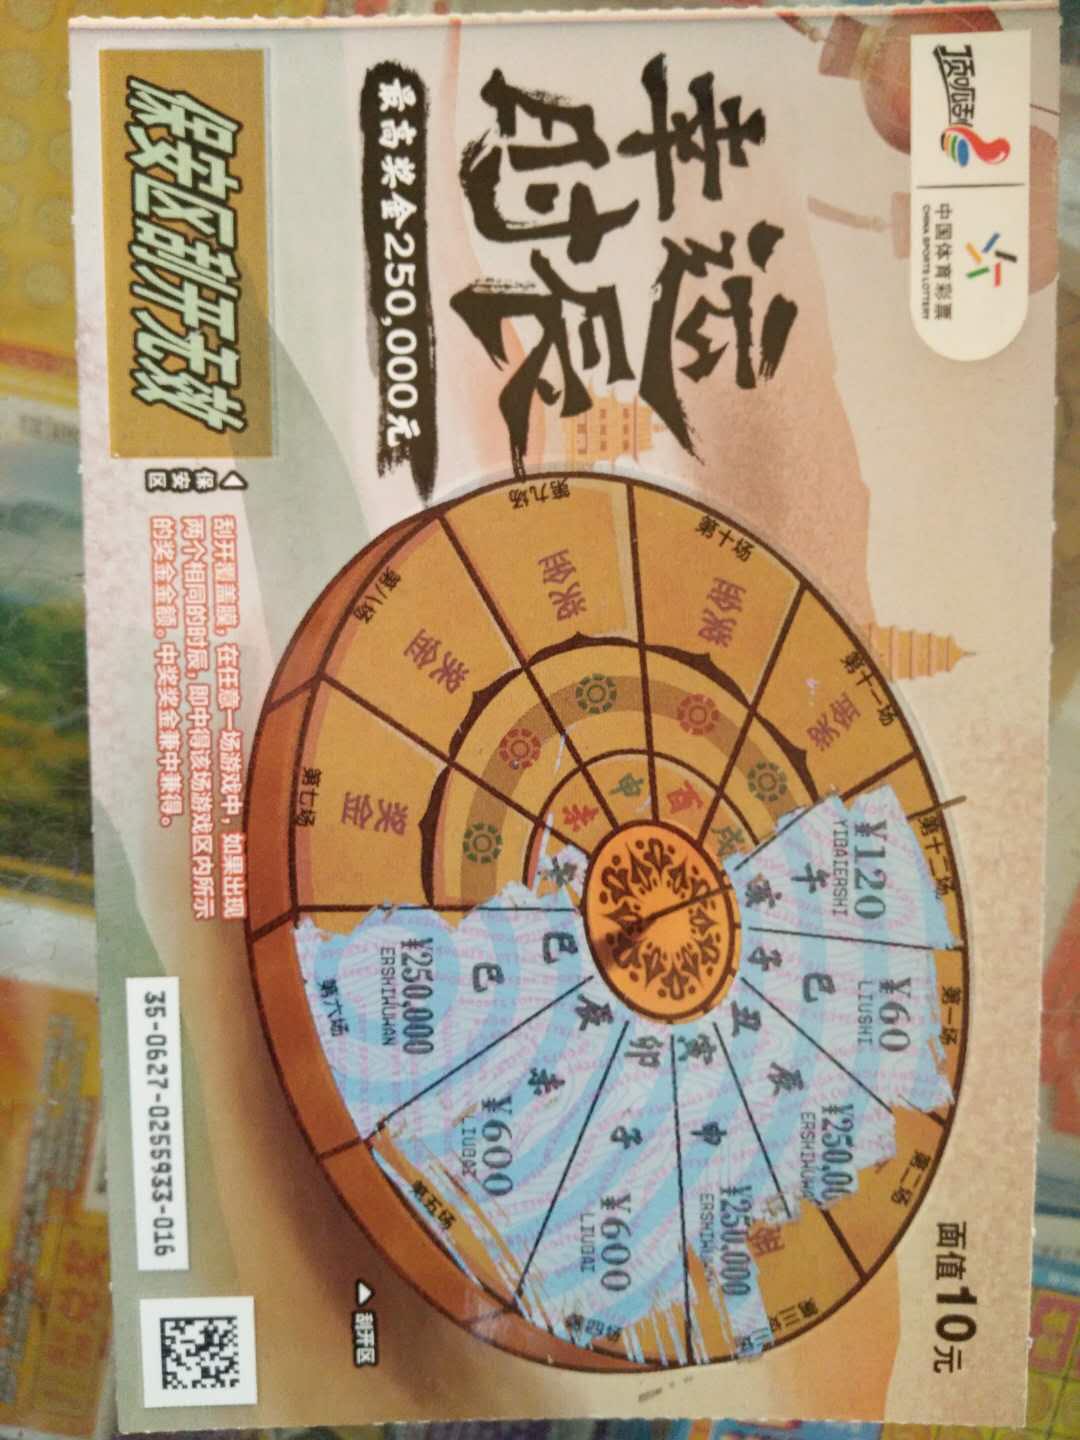 顶呱刮
中国体育彩票
CHINA SPORTS LOTTERY
面值10元
幸运
时辰
最高奖金250,000元
保安区刮开无效
保安区
刮开覆盖膜，在任意一场游戏中，如果出现
两个相同的时辰，即中得该场游戏区内所示
的奖金金额。中奖奖金兼中兼得。
第一场
子
巳
¥60
LIUSHI
第二场
丑
辰
¥250,00
ERSHIWUWA
第三场
寅
申
¥250,000
ERSHIWU
卯
子
¥600
LIUBAI
第五场
辰
¥600
LIUBAI
第六场
巳
巳
¥250,000
ERSHIWUWAN
第七场
奖金
第八场
奖金
第九场
奖金
申
第十场
奖金
酉
第十一场
奖金
戌
第十二场
亥
午
¥120
YIBAIERSHI
刮开区
35-0627-0255933-016